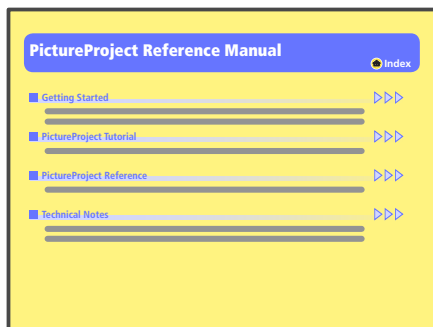 PictureProject Reference Manual
Index
Getting Started
PictureProject Tutorial
PictureProject Reference
Technical Notes